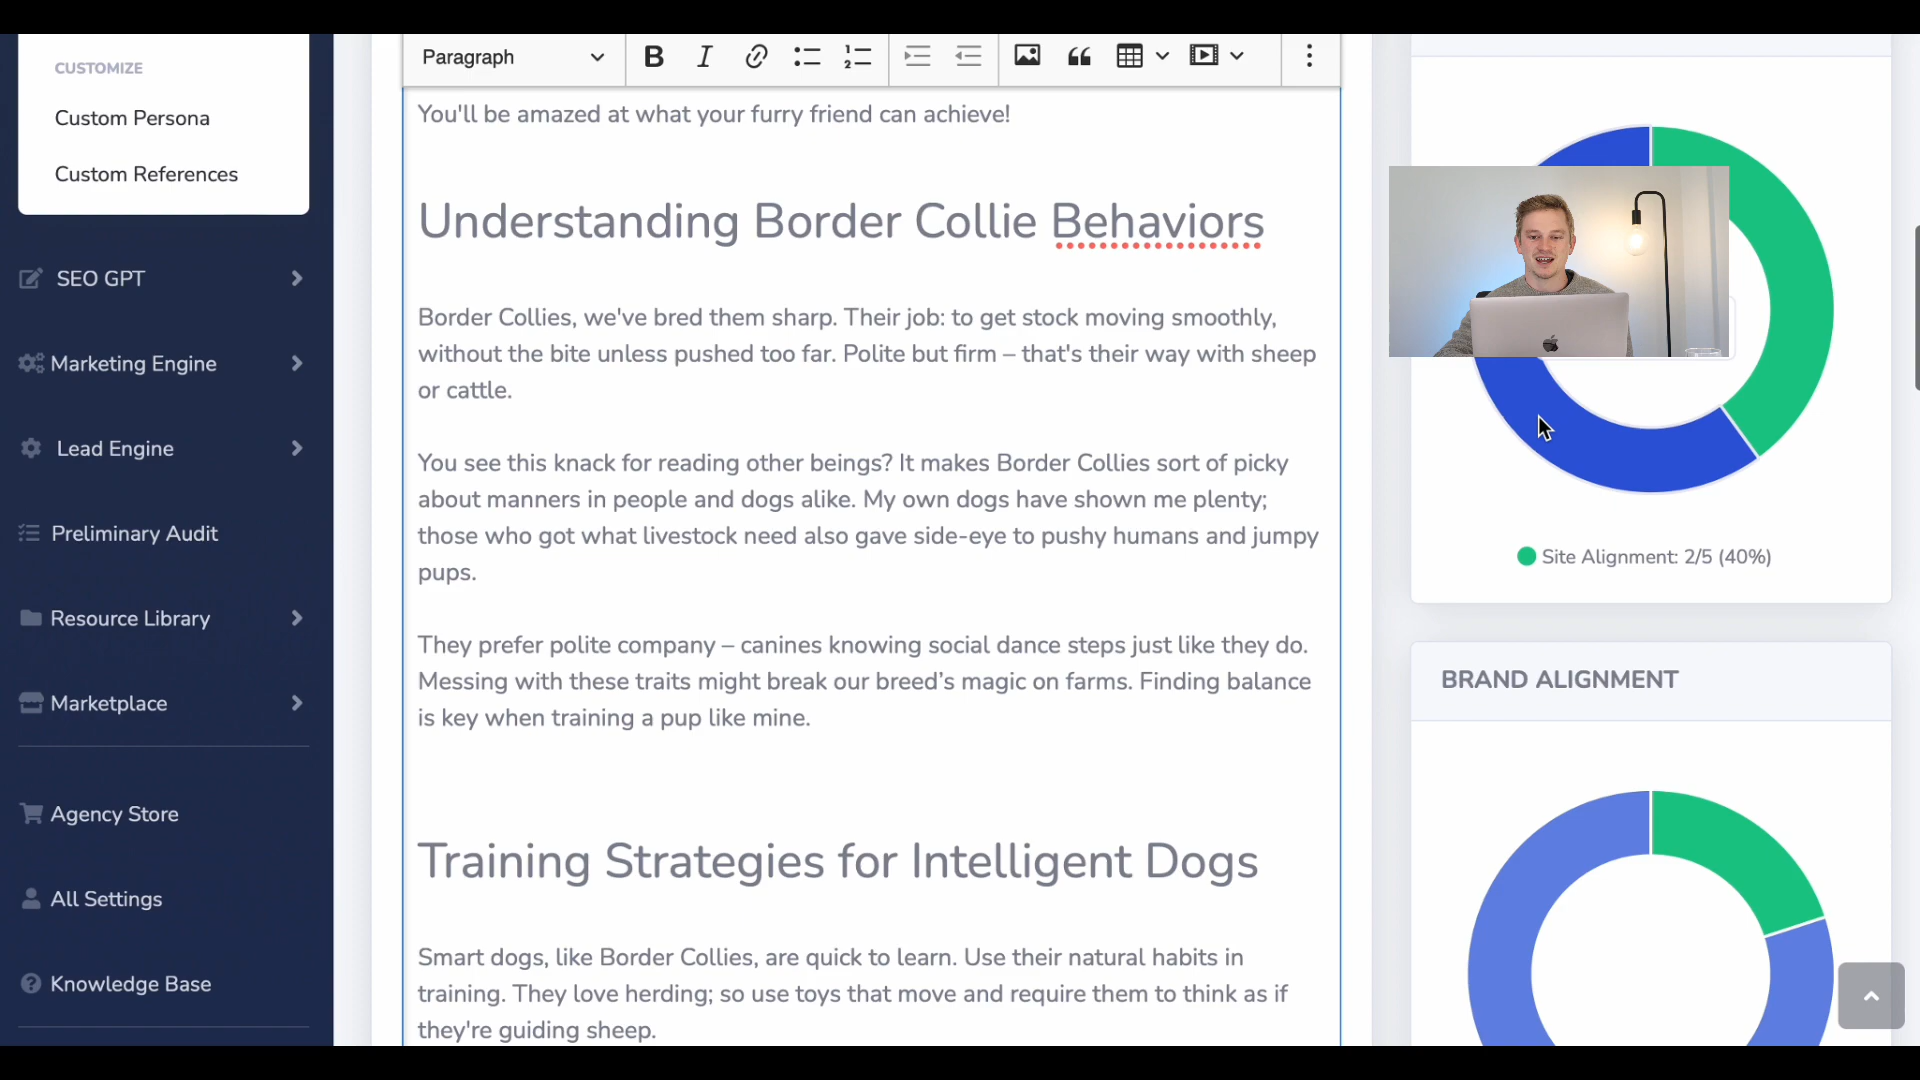 CUSTOMIZE
Custom Persona
Custom References
SEO GPT
Marketing Engine
Lead Engine
Preliminary Audit
Resource Library
Marketplace
Agency Store
All Settings
Knowledge Base
Paragraph
You'll be amazed at what your furry friend can achieve!
Understanding Border Collie Behaviors
Border Collies, we've bred them sharp. Their job: to get stock moving smoothly,
without the bite unless pushed too far. Polite but firm – that's their way with sheep
or cattle.
You see this knack for reading other beings? It makes Border Collies sort of picky
about manners in people and dogs alike. My own dogs have shown me plenty;
those who got what livestock need also gave side-eye to pushy humans and jumpy
pups.
They prefer polite company – canines knowing social dance steps just like they do.
Messing with these traits might break our breed’s magic on farms. Finding balance
is key when training a pup like mine.
Training Strategies for Intelligent Dogs
Smart dogs, like Border Collies, are quick to learn. Use their natural habits in
training. They love herding; so use toys that move and require them to think as if
they're guiding sheep.
Site Alignment: 2/5 (40%)
BRAND ALIGNMENT